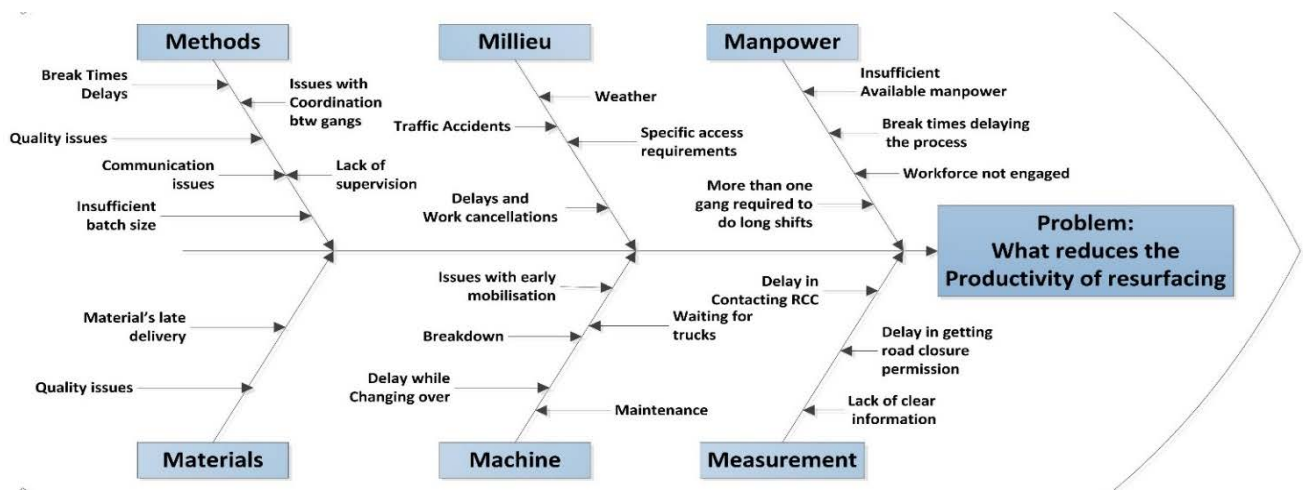 Methods
Millieu
Manpower
Break Times
Delays
Issues with
Coordination
btw gangs
Quality issues
Communication
issues
Lack of
supervision
Insufficient
batch size
Weather
Traffic Accidents
Specific access
requirements
Delays and
Work cancellations
Insufficient
Available manpower
Break times delaying
the process
Workforce not engaged
More than one
gang required to
do long shifts
Problem:
What reduces the
Productivity of resurfacing
Material's late
delivery
Quality issues
Issues with early
mobilisation
Waiting for
trucks
Breakdown
Delay while
Changing over
Maintenance
Delay in
Contacting RCC
Delay in getting
road closure
permission
Lack of clear
information
Materials
Machine
Measurement